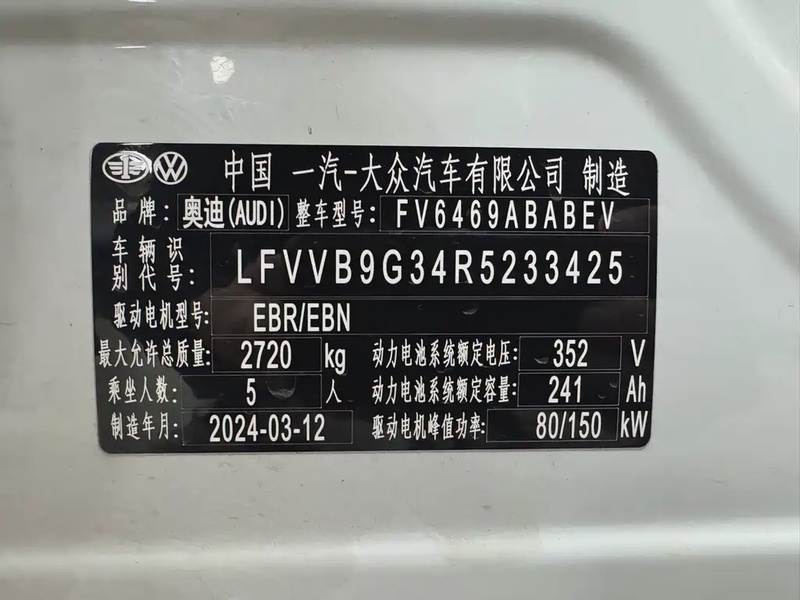 中国 一汽-大众汽车有限公司 制造
品牌: 奥迪(AUDI) 整车型号: FV6469ABABEV
车辆识别代号: LFVVB9G34R5233425
驱动电机型号: EBR/EBN
最大允许总质量: 2720 kg 动力电池系统额定电压: 352 V
乘坐人数: 5 人 动力电池系统额定容量: 241 Ah
制造年月: 2024-03-12 驱动电机峰值功率: 80/150 kW